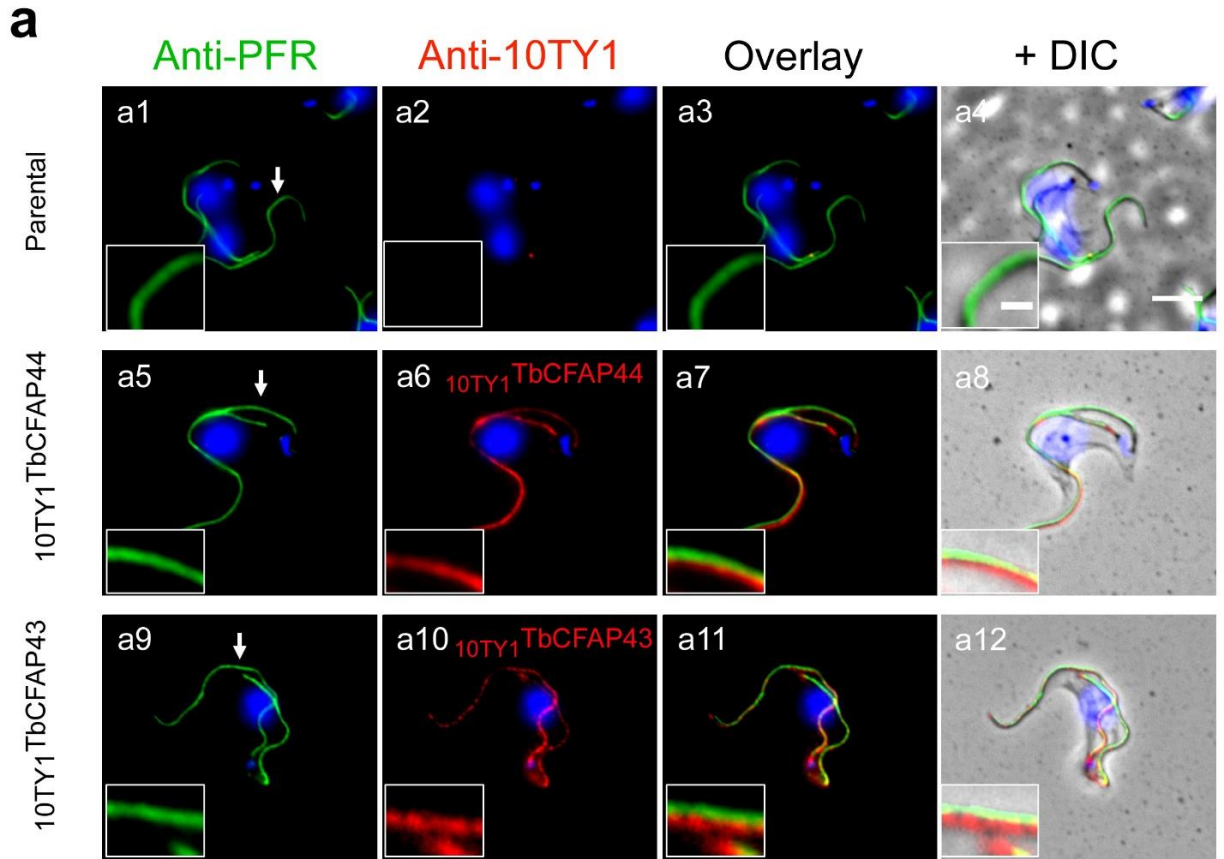 a
Anti-PFR Anti-10TY1 Overlay + DIC
Parental
a1 a2 a3 a4
10TY1TbCFAP44
a5 a6 10TY1TbCFAP44 a7 a8
10TY1TbCFAP43
a9 a10 10TY1TbCFAP43 a11 a12